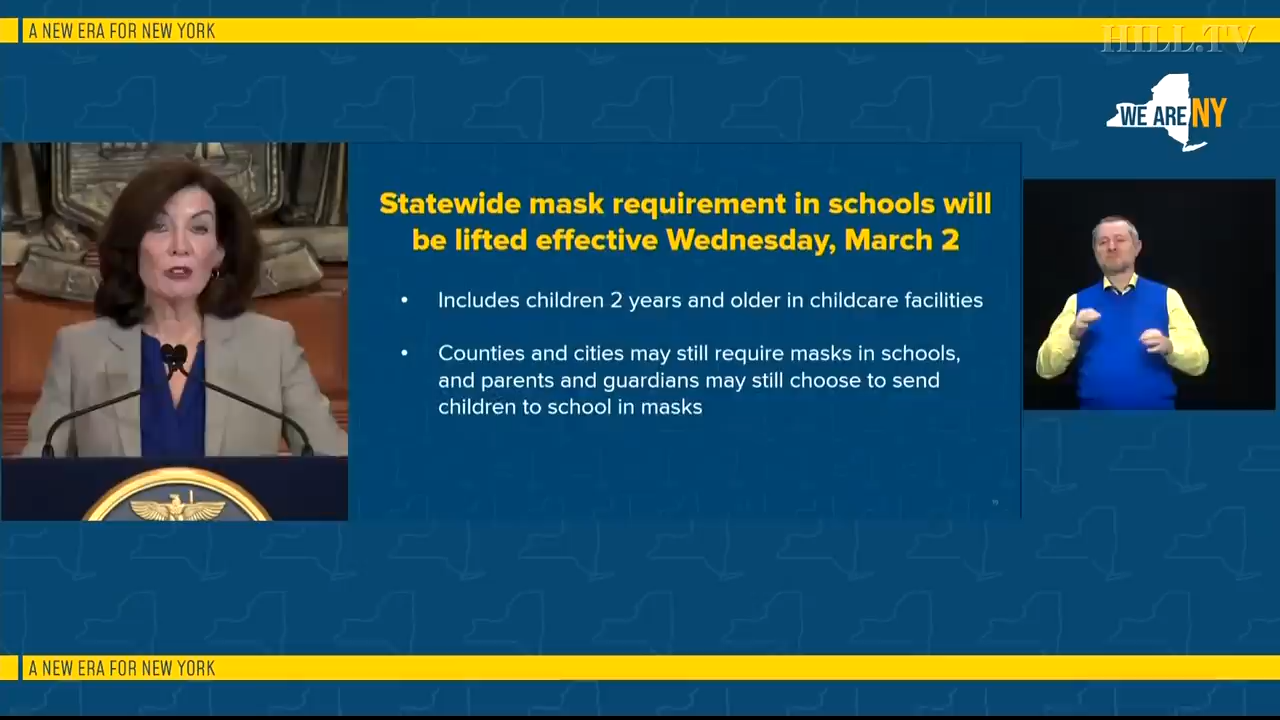 A NEW ERA FOR NEW YORK
HILL.TV
WE ARE NY
Statewide mask requirement in schools will
be lifted effective Wednesday, March 2
• Includes children 2 years and older in childcare facilities
• Counties and cities may still require masks in schools,
and parents and guardians may still choose to send
children to school in masks
A NEW ERA FOR NEW YORK